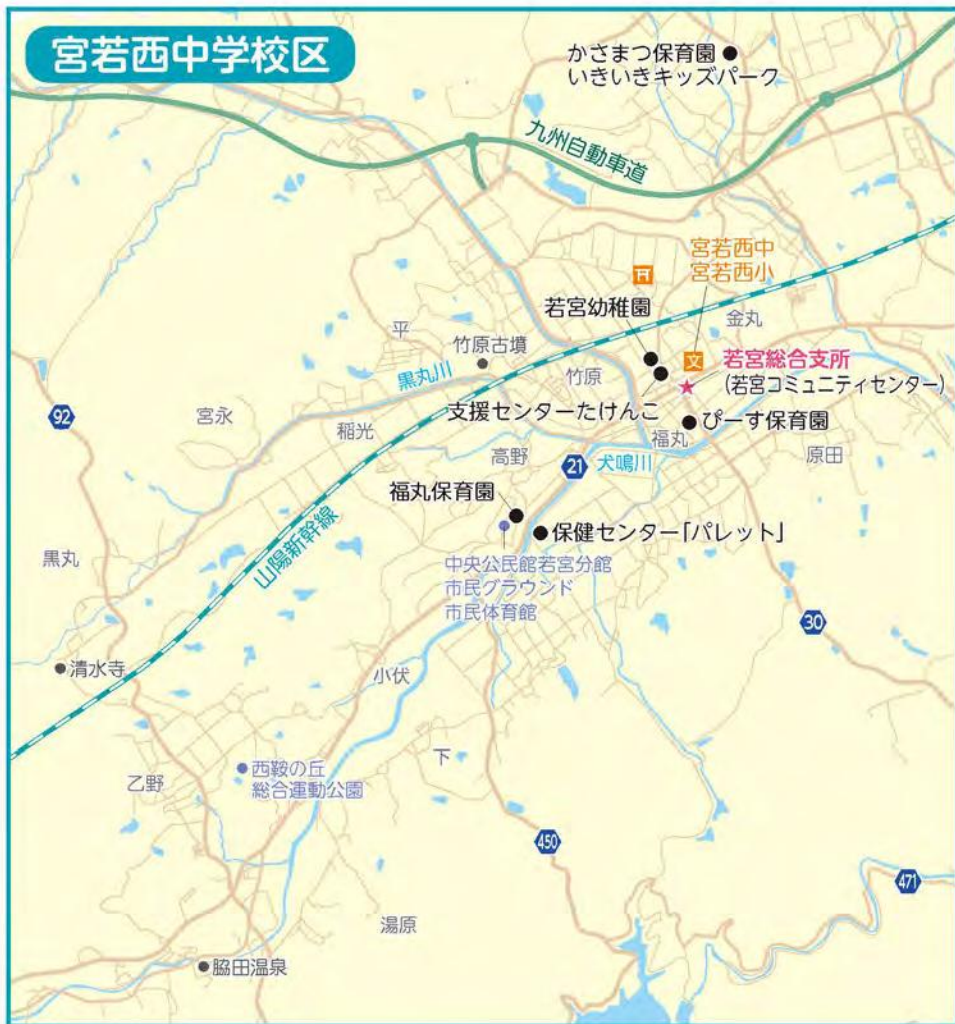 宮若西中学校区
かさまつ保育園
いきいきキッズパーク
九州自動車道
宮若西中
宮若西小
若宮幼稚園
金丸
平
竹原古墳
文
若宮総合支所
(若宮コミュニティセンター)
黒丸川
竹原
92
宮永
稲光
支援センターたけんこ
ぴーす保育園
福丸
高野
21
犬鳴川
原田
福丸保育園
保健センター「パレット」
山陽新幹線
黒丸
中央公民館若宮分館
市民グラウンド
市民体育館
30
清水寺
小伏
下
乙野
西鞍の丘
総合運動公園
450
471
湯原
脇田温泉